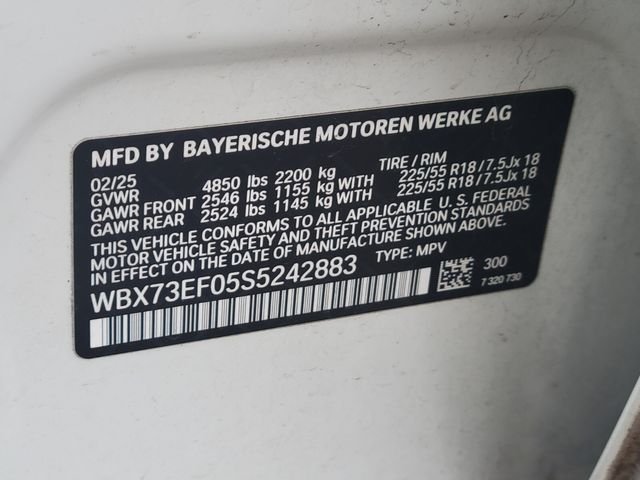 MFD BY BAYERISCHE MOTOREN WERKE AG
02/25 TIRE / RIM
GVWR 4850 lbs 2200 kg
GAWR FRONT 2546 lbs 1155 kg WITH 225/55 R18 / 7.5Jx 18
GAWR REAR 2524 lbs 1145 kg WITH 225/55 R18 / 7.5Jx 18
THIS VEHICLE CONFORMS TO ALL APPLICABLE U. S. FEDERAL
MOTOR VEHICLE SAFETY AND THEFT PREVENTION STANDARDS
IN EFFECT ON THE DATE OF MANUFACTURE SHOWN ABOVE.
WBX73EF05S5242883 TYPE: MPV
300
7 320 730